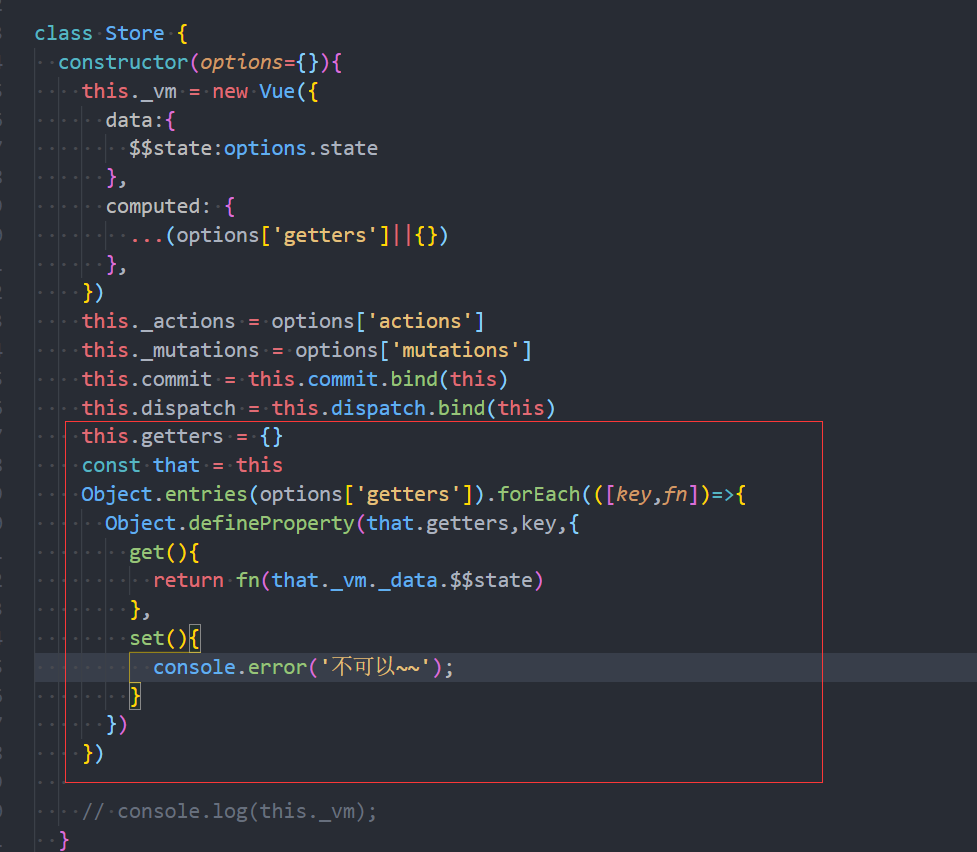 class Store {
constructor(options={}){
this._vm = new Vue({
data:{
$$state:options.state
},
computed: {
...(options['getters']||{})
},
})
this._actions = options['actions']
this._mutations = options['mutations']
this.commit = this.commit.bind(this)
this.dispatch = this.dispatch.bind(this)
this.getters = {}
const that = this
Object.entries(options['getters']).forEach(([key,fn])=>{
Object.defineProperty(that.getters,key,{
get(){
return fn(that._vm._data.$$state)
},
set(){
console.error('不可以~~');
}
})
})
// console.log(this._vm);
}